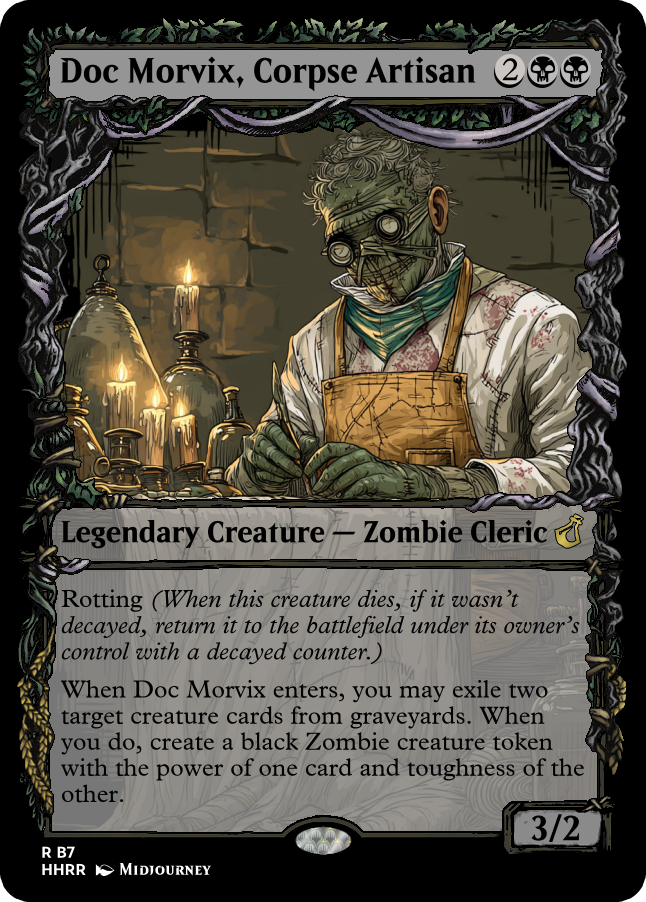 Doc Morvix, Corpse Artisan 2
Legendary Creature — Zombie Cleric
Rotting (When this creature dies, if it wasn't
decayed, return it to the battlefield under its owner's
control with a decayed counter.)
When Doc Morvix enters, you may exile two
target creature cards from graveyards. When
you do, create a black Zombie creature token
with the power of one card and toughness of the
other.
3/2
R B7
HHRR MIDJOURNEY